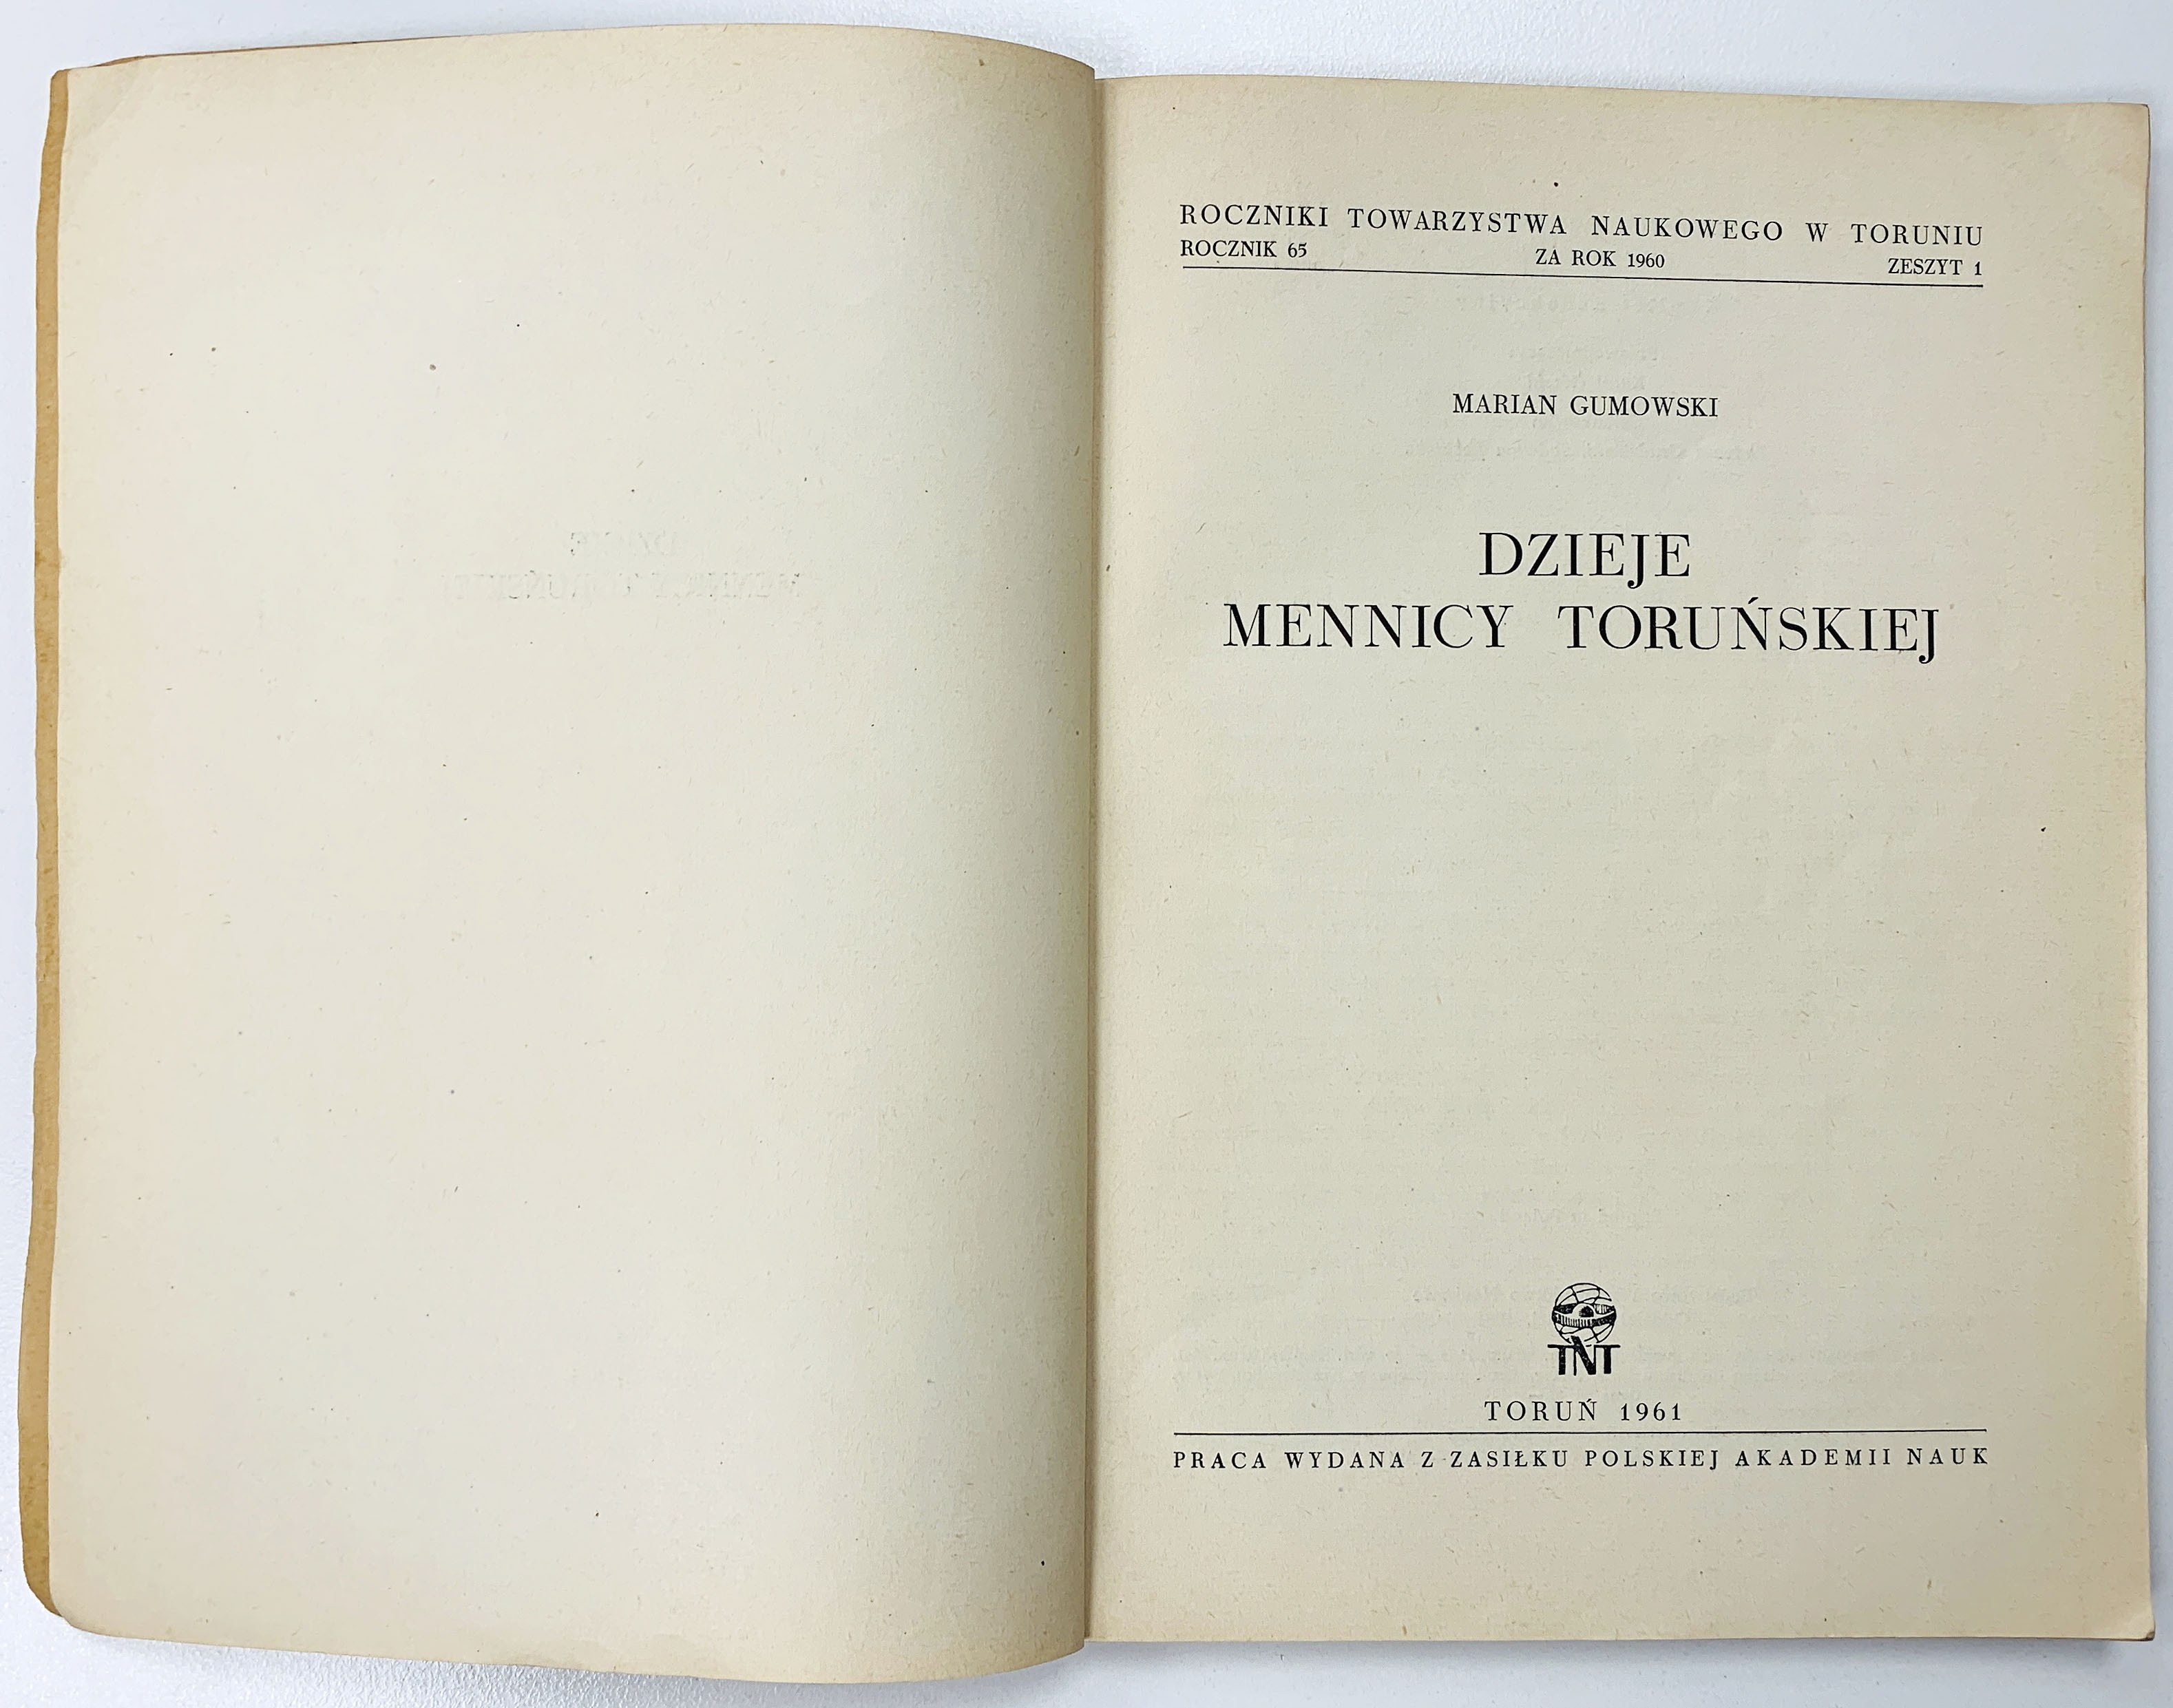 ROCZNIKI TOWARZYSTWA NAUKOWEGO W TORUNIU
ROCZNIK 65 ZA ROK 1960 ZESZYT 1
MARIAN GUMOWSKI
DZIEJE
MENNICY TORUŃSKIEJ
TNT
TORUŃ 1961
PRACA WYDANA Z ZASIŁKU POLSKIEJ AKADEMII NAUK